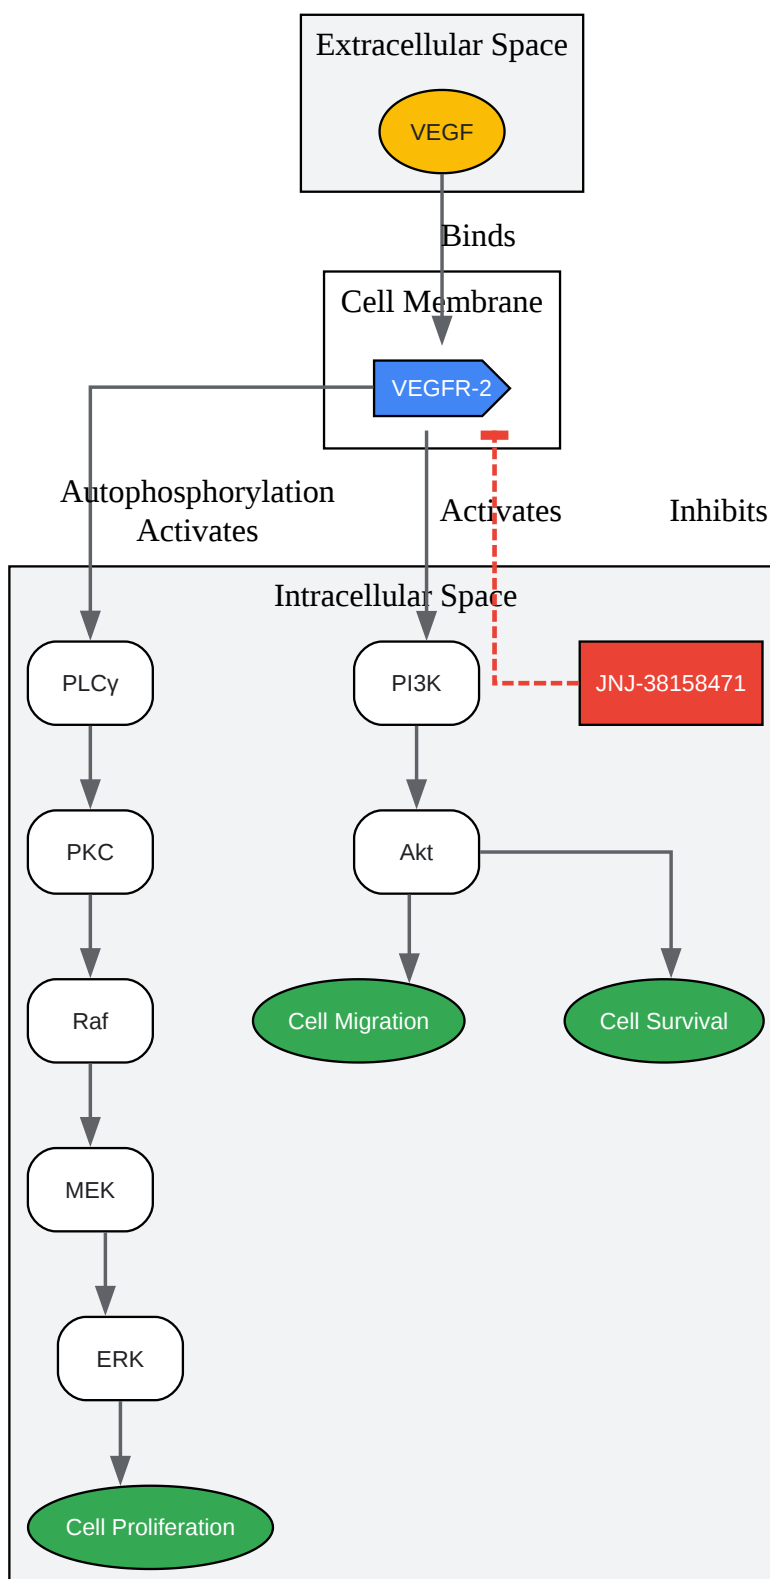 Extracellular Space
VEGF
Binds
Cell Membrane
VEGFR-2
Autophosphorylation
Activates
Activates
Inhibits
Intracellular Space
PLCγ
PI3K
JNJ-38158471
PKC
Akt
Raf
Cell Migration
Cell Survival
MEK
ERK
Cell Proliferation